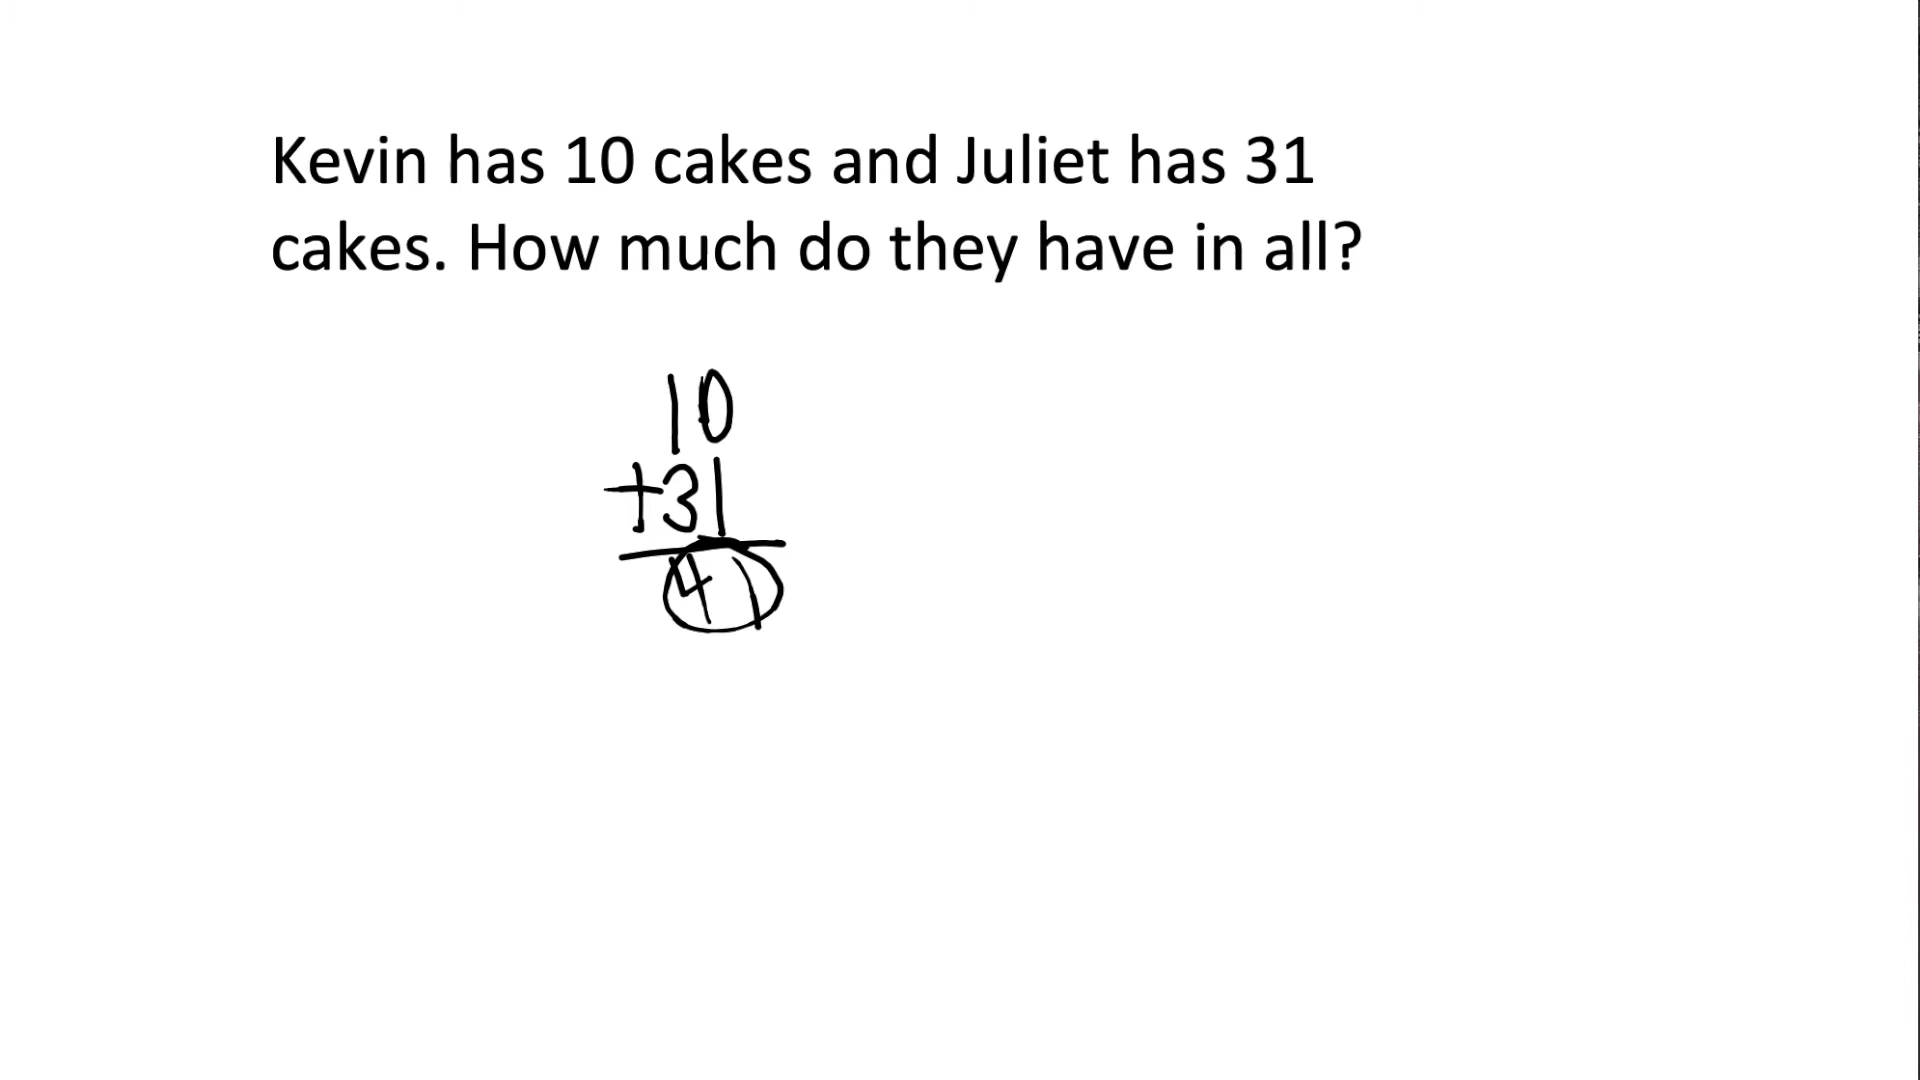 Kevin has 10 cakes and Juliet has 31
cakes. How much do they have in all?
10
+31
41